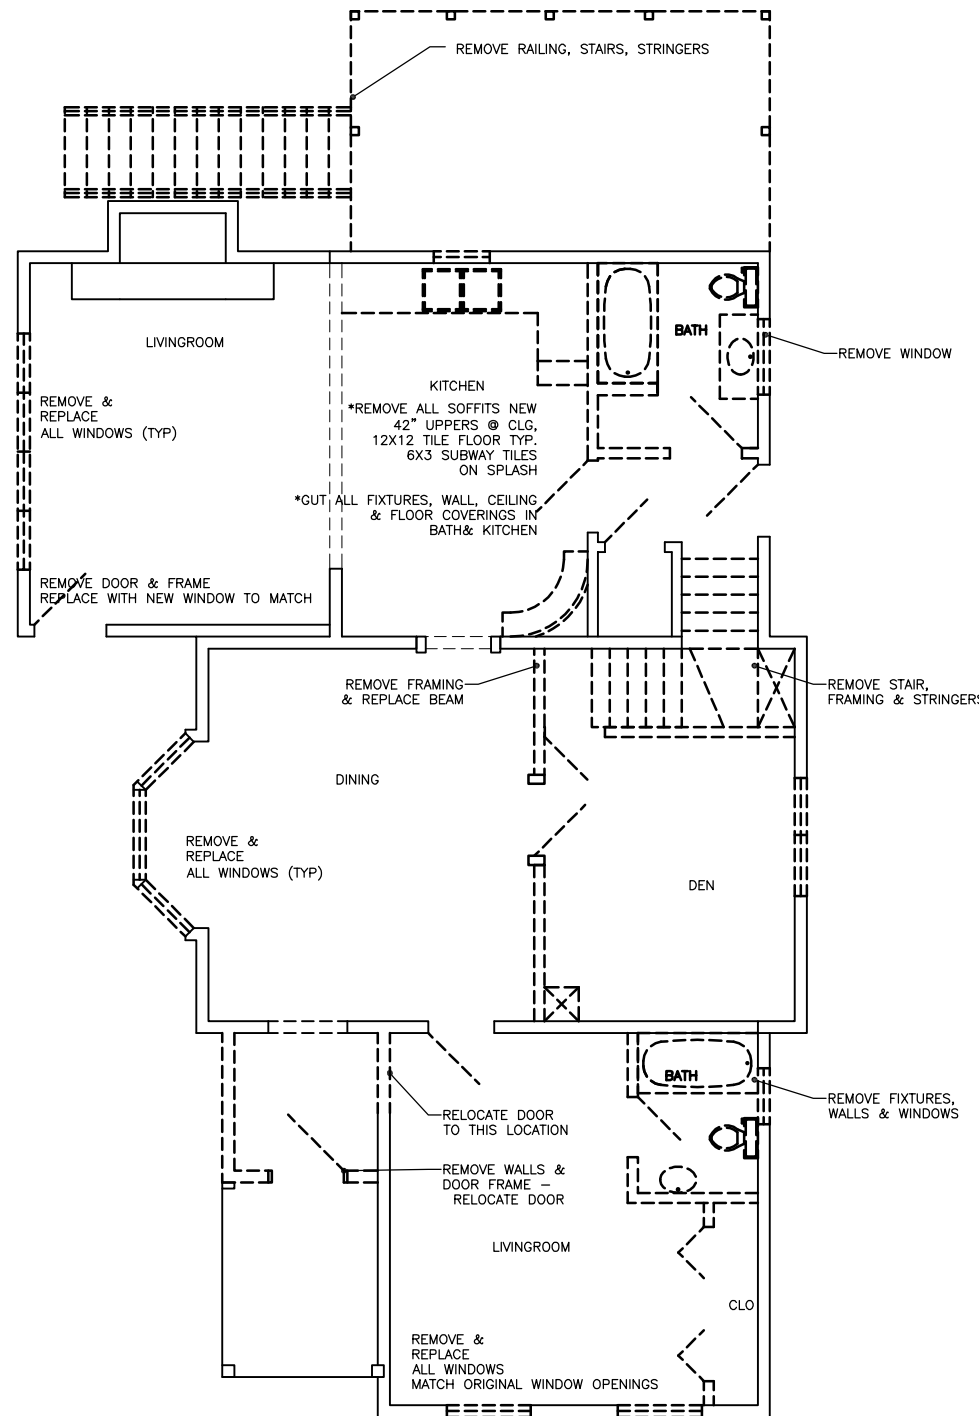 REMOVE RAILING, STAIRS, STRINGERS
LIVINGROOM
BATH
REMOVE WINDOW
KITCHEN
REMOVE &
REPLACE
ALL WINDOWS (TYP)
*REMOVE ALL SOFFITS NEW
42" UPPERS @ CLG,
12X12 TILE FLOOR TYP.
6X3 SUBWAY TILES
ON SPLASH
*GUT ALL FIXTURES, WALL, CEILING
& FLOOR COVERINGS IN
BATH& KITCHEN
REMOVE DOOR & FRAME
REPLACE WITH NEW WINDOW TO MATCH
REMOVE FRAMING
& REPLACE BEAM
REMOVE STAIR,
FRAMING & STRINGERS
DINING
REMOVE &
REPLACE
ALL WINDOWS (TYP)
DEN
BATH
REMOVE FIXTURES,
WALLS & WINDOWS
RELOCATE DOOR
TO THIS LOCATION
REMOVE WALLS &
DOOR FRAME –
RELOCATE DOOR
LIVINGROOM
CLO
REMOVE &
REPLACE
ALL WINDOWS
MATCH ORIGINAL WINDOW OPENINGS